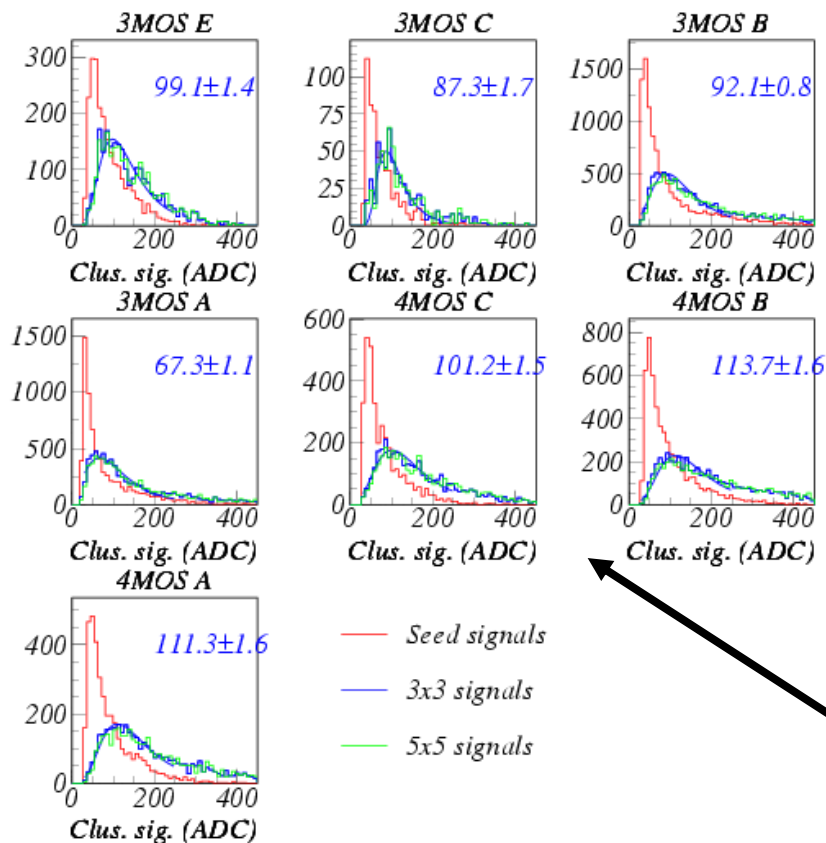 3MOS E
300
200
100
0
99.1±1.4
0 200 400
Clus. sig. (ADC)
3MOS C
100
75
50
25
0
87.3±1.7
0 200 400
Clus. sig. (ADC)
3MOS B
1500
1000
500
0
92.1±0.8
0 200 400
Clus. sig. (ADC)
3MOS A
1500
1000
500
0
67.3±1.1
0 200 400
Clus. sig. (ADC)
4MOS C
600
400
200
0
101.2±1.5
0 200 400
Clus. sig. (ADC)
4MOS B
800
600
400
200
0
113.7±1.6
0 200 400
Clus. sig. (ADC)
4MOS A
400
200
0
111.3±1.6
0 200 400
Clus. sig. (ADC)
Seed signals
3x3 signals
5x5 signals